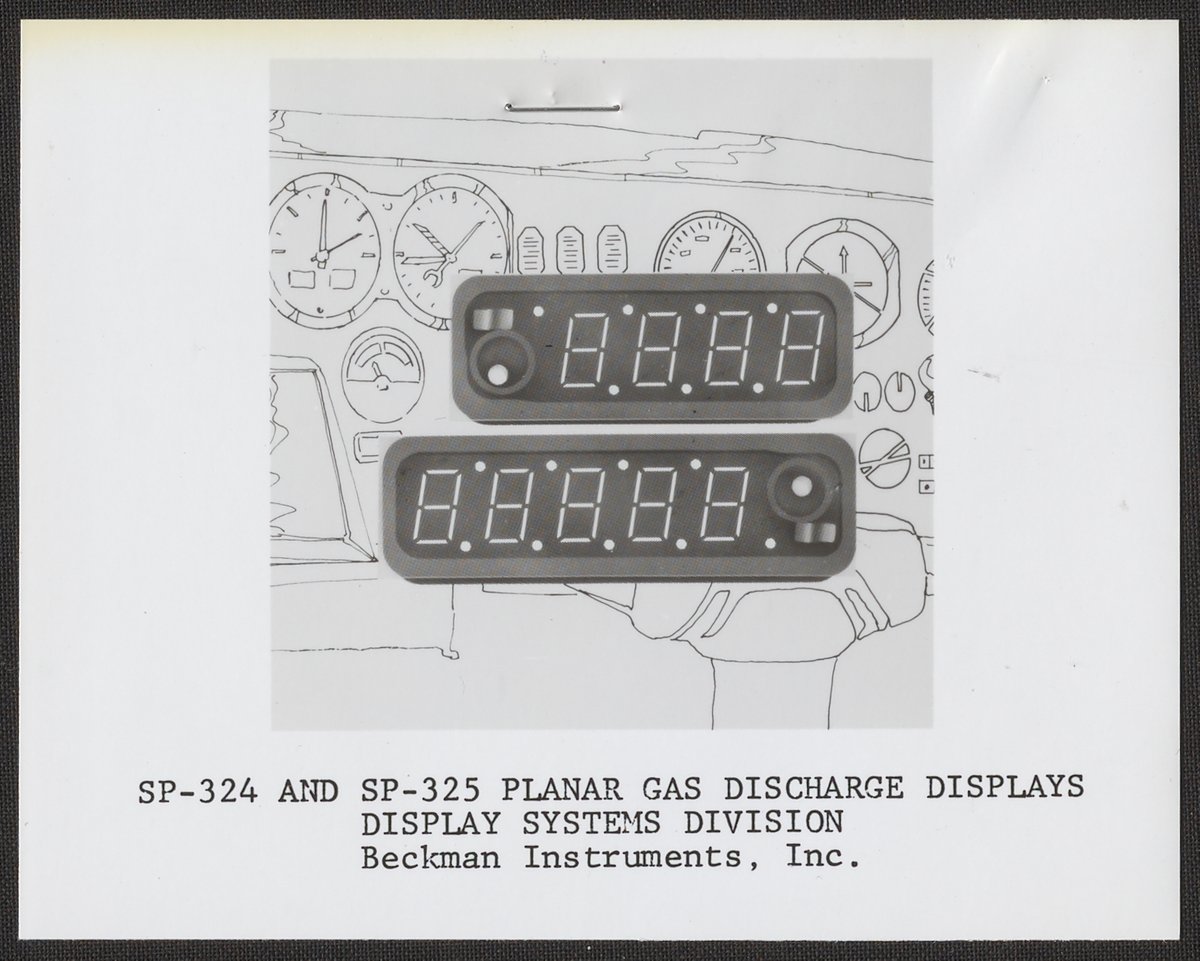 SP-324 AND SP-325 PLANAR GAS DISCHARGE DISPLAYS
DISPLAY SYSTEMS DIVISION
Beckman Instruments, Inc.